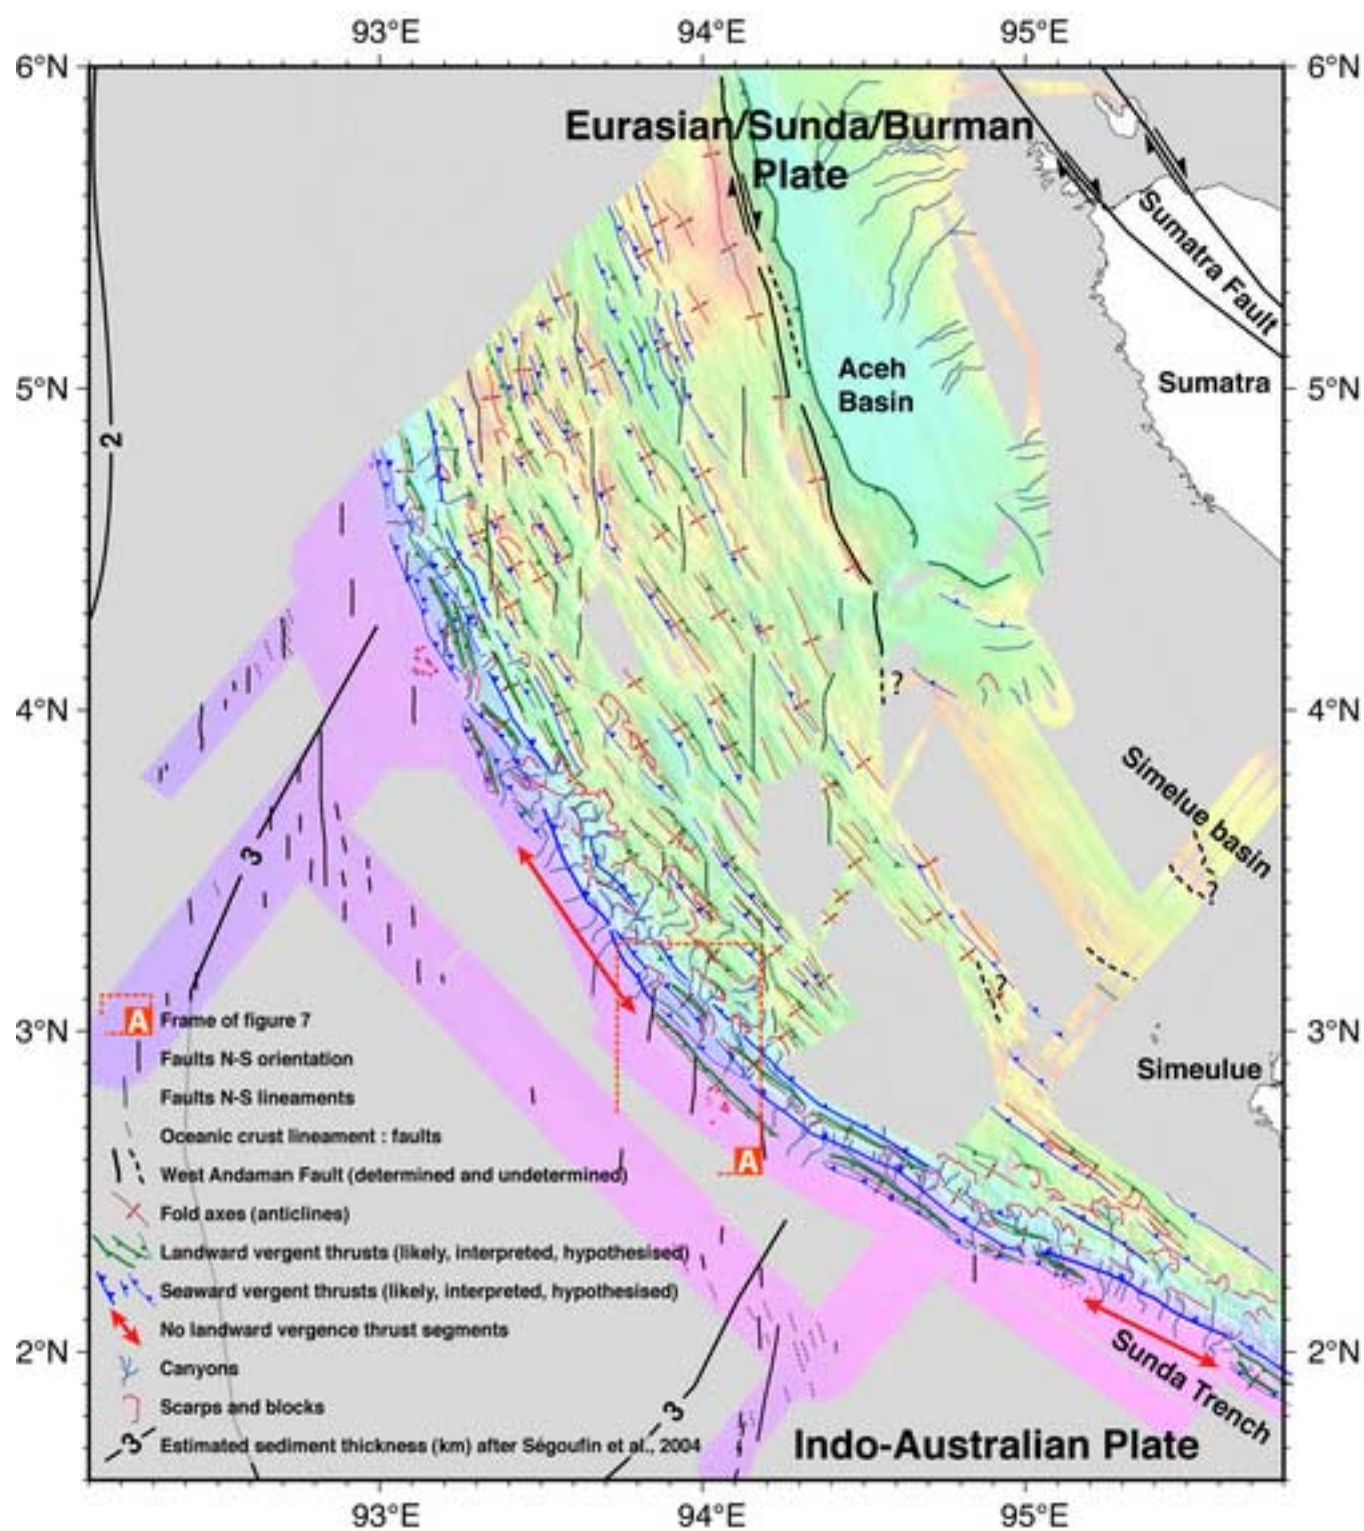 93°E 94°E 95°E
6°N 6°N
Eurasian/Sunda/Burman
Plate
Sumatra Fault
Aceh
Basin
Sumatra
5°N 5°N
2
4°N 4°N
?
Simelue basin
?
3
?
3°N 3°N
Simeulue
A
A Frame of figure 7
Faults N-S orientation
Faults N-S lineaments
Oceanic crust lineament : faults
West Andaman Fault (determined and undetermined)
Fold axes (anticlines)
Landward vergent thrusts (likely, interpreted, hypothesised)
Seaward vergent thrusts (likely, interpreted, hypothesised)
No landward vergence thrust segments
Canyons
Scarps and blocks
3 Estimated sediment thickness (km) after Ségoufin et al., 2004
2°N 2°N
Sunda Trench
3
Indo-Australian Plate
93°E 94°E 95°E